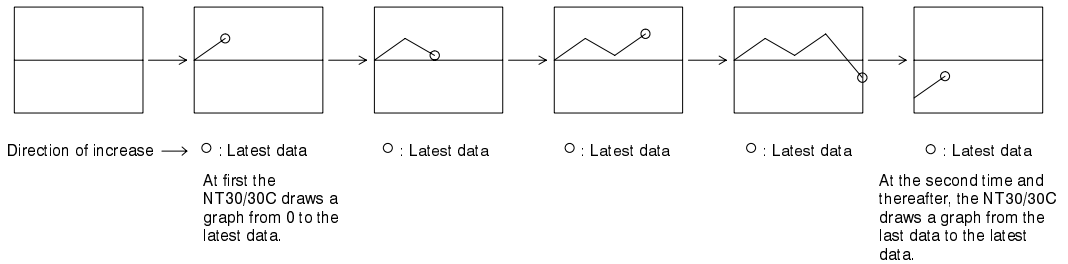 Direction of increase
: Latest data
: Latest data
: Latest data
: Latest data
: Latest data
At first the
NT30/30C draws a
graph from 0 to the
latest data.
At the second time and
thereafter, the NT30/30C
draws a graph from the
last data to the latest
data.